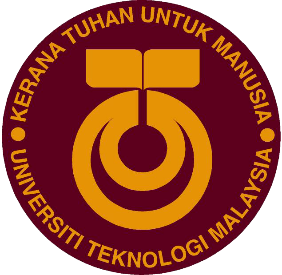 KERANA TUHAN UNTUK MANUSIA
UNIVERSITI TEKNOLOGI MALAYSIA